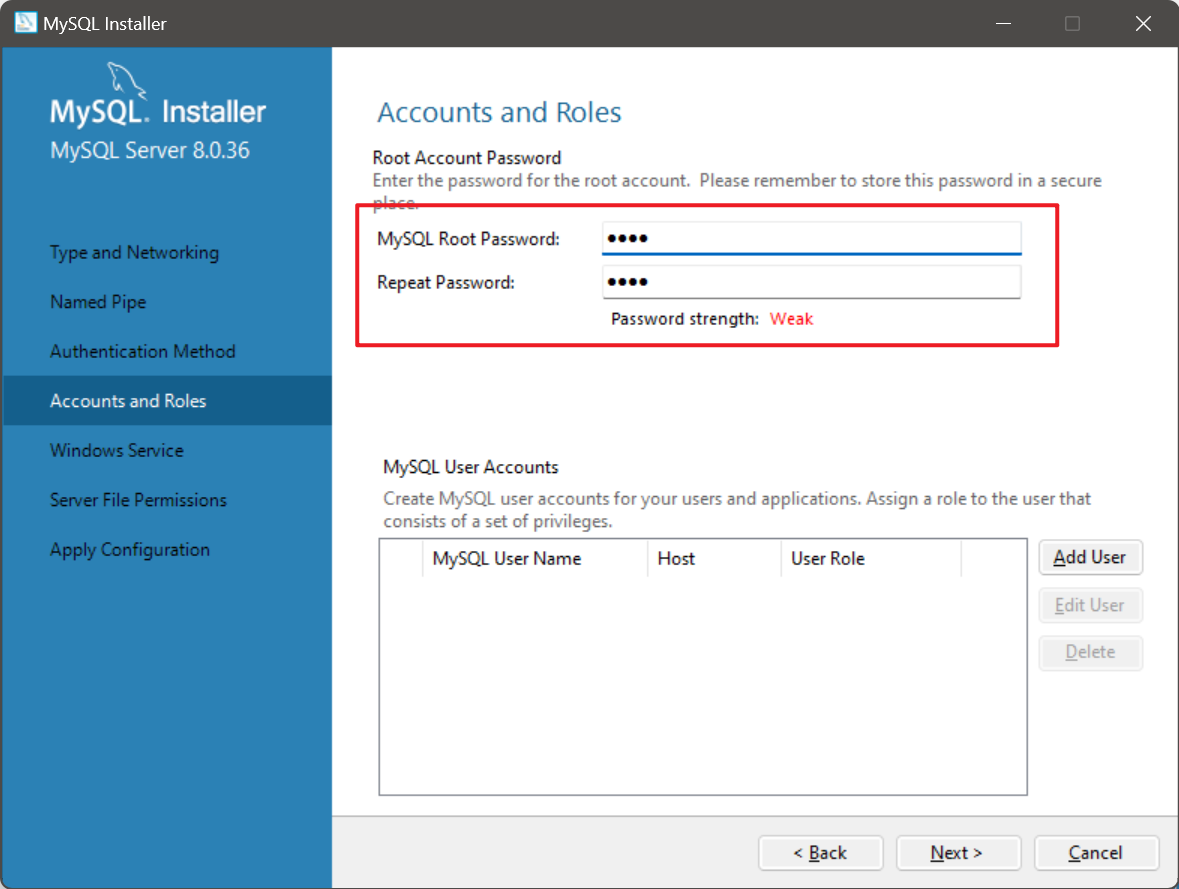 MySQL Installer
MySQL. Installer
MySQL Server 8.0.36
Type and Networking
Named Pipe
Authentication Method
Accounts and Roles
Windows Service
Server File Permissions
Apply Configuration
Accounts and Roles
Root Account Password
Enter the password for the root account.  Please remember to store this password in a secure
place.
MySQL Root Password: ●●●●
Repeat Password: ●●●●
Password strength: Weak
MySQL User Accounts
Create MySQL user accounts for your users and applications. Assign a role to the user that
consists of a set of privileges.
MySQL User Name Host User Role
Add User
Edit User
Delete
< Back Next > Cancel